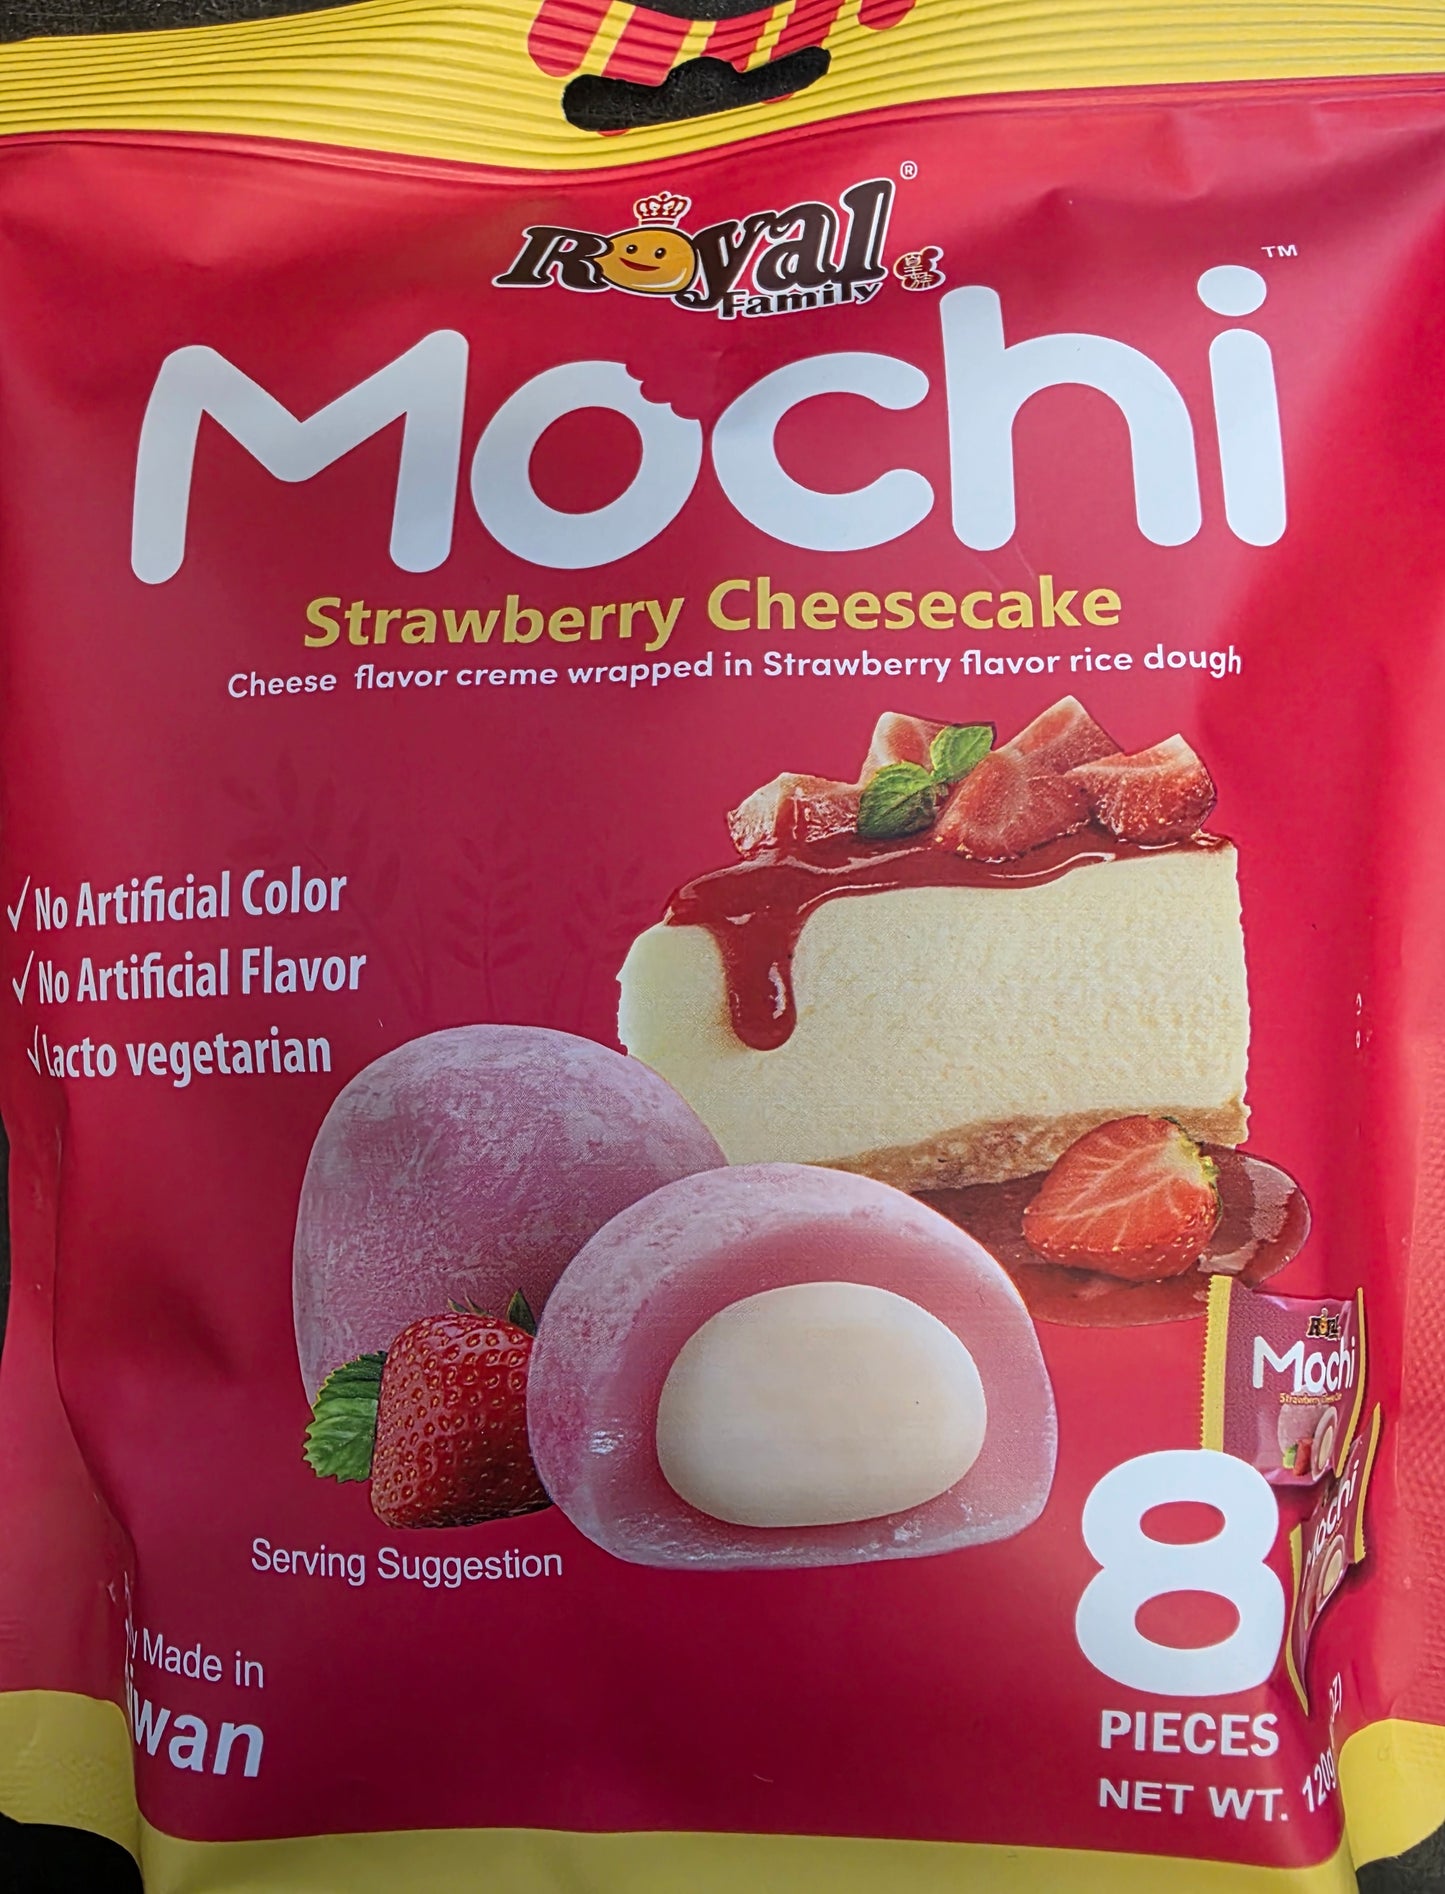 Royal ®
Family
Mochi ™
Strawberry Cheesecake
Cheese flavor creme wrapped in Strawberry flavor rice dough
✓ No Artificial Color
✓ No Artificial Flavor
✓ Lacto vegetarian
Mochi
Serving Suggestion
Made in
8
PIECES
NET WT. 120g